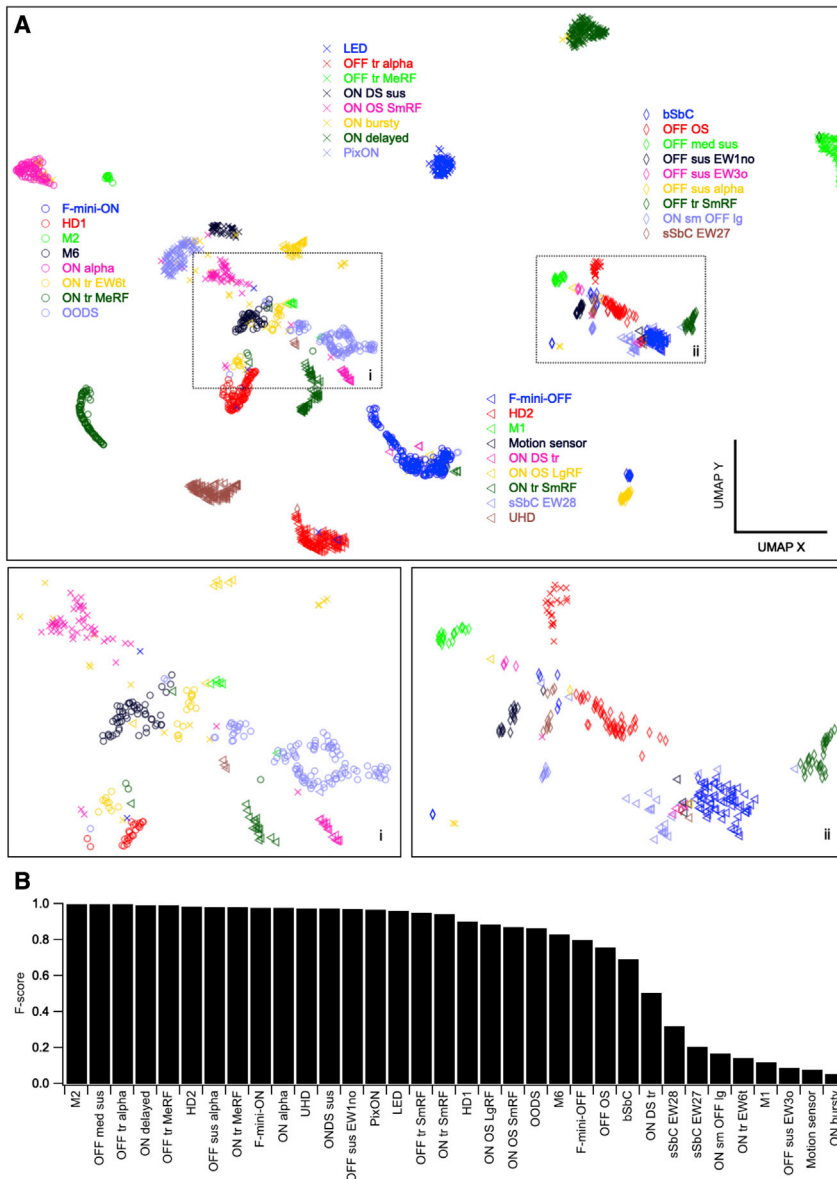 A
LED
OFF tr alpha
OFF tr MeRF
ON DS sus
ON OS SmRF
ON bursty
ON delayed
PixON
bSbC
OFF OS
OFF med sus
OFF sus EW1no
OFF sus EW3o
OFF sus alpha
OFF tr SmRF
ON sm OFF lg
sSbC EW27
F-mini-ON
HD1
M2
M6
ON alpha
ON tr EW6t
ON tr MeRF
OODS
i
ii
F-mini-OFF
HD2
M1
Motion sensor
ON DS tr
ON OS LgRF
ON tr SmRF
sSbC EW28
UHD
UMAP Y
UMAP X
i
ii
B
F-score
1.0
0.8
0.6
0.4
0.2
0.0
M2
OFF med sus
OFF tr alpha
ON delayed
OFF tr MeRF
HD2
OFF sus alpha
ON tr MeRF
F-mini-ON
ON alpha
UHD
ONDS sus
OFF sus EW1no
PixON
LED
OFF tr SmRF
ON tr SmRF
HD1
ON OS LgRF
ON OS SmRF
OODS
M6
F-mini-OFF
OFF OS
bSbC
ON DS tr
sSbC EW28
sSbC EW27
ON sm OFF lg
ON tr EW6t
M1
OFF sus EW3o
Motion sensor
ON bursty